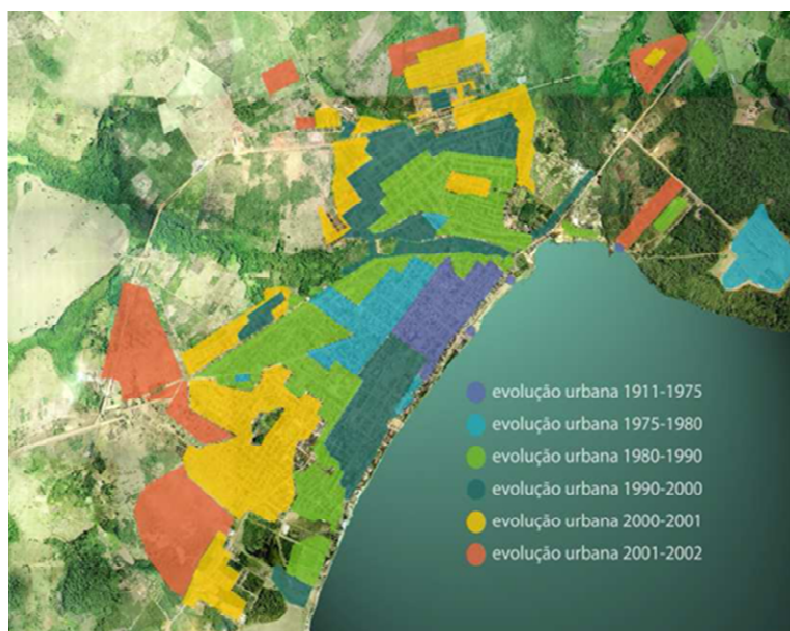 evolução urbana 1911-1975
evolução urbana 1975-1980
evolução urbana 1980-1990
evolução urbana 1990-2000
evolução urbana 2000-2001
evolução urbana 2001-2002